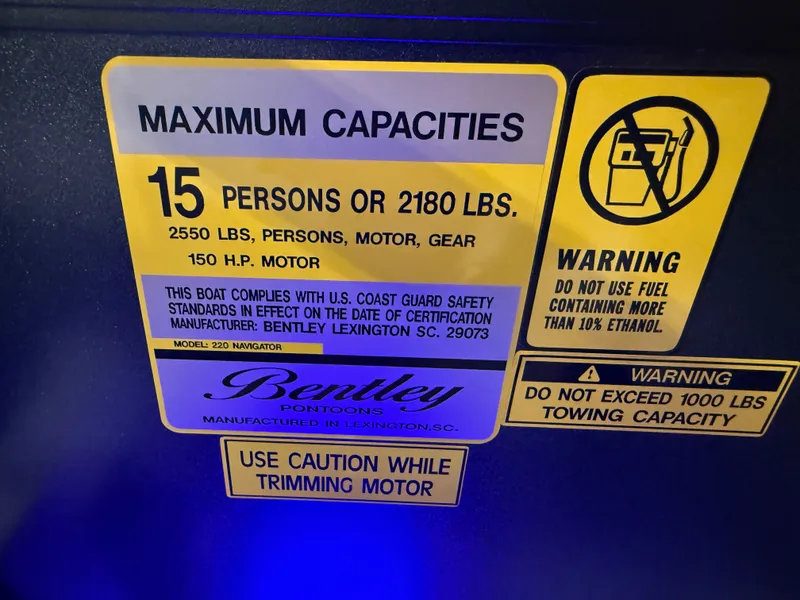 MAXIMUM CAPACITIES
15 PERSONS OR 2180 LBS.
2550 LBS, PERSONS, MOTOR, GEAR
150 H.P. MOTOR
THIS BOAT COMPLIES WITH U.S. COAST GUARD SAFETY
STANDARDS IN EFFECT ON THE DATE OF CERTIFICATION
MANUFACTURER: BENTLEY LEXINGTON SC. 29073
MODEL: 220 NAVIGATOR
Bentley
PONTOONS
MANUFACTURED IN LEXINGTON,SC.
WARNING
DO NOT USE FUEL
CONTAINING MORE
THAN 10% ETHANOL.
WARNING
DO NOT EXCEED 1000 LBS
TOWING CAPACITY
USE CAUTION WHILE
TRIMMING MOTOR